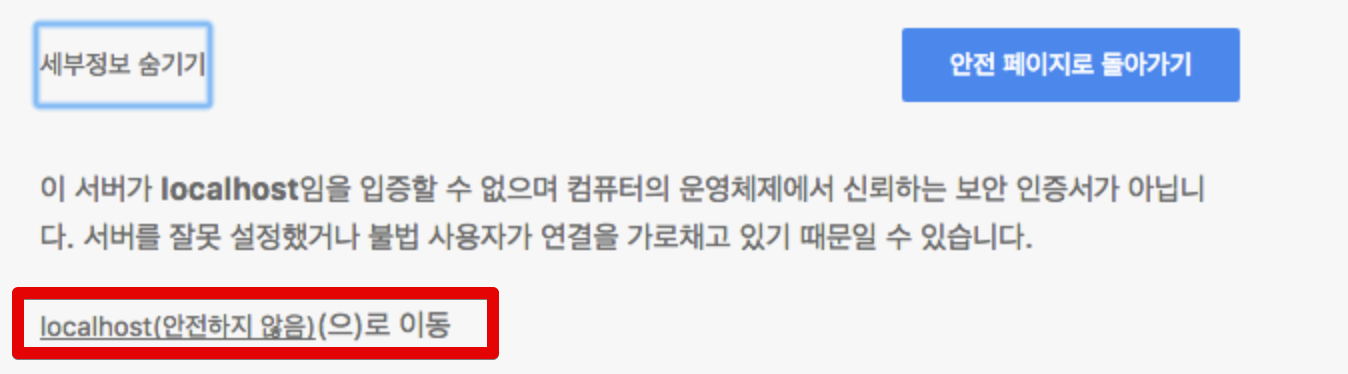 세부정보 숨기기
안전 페이지로 돌아가기
이 서버가 localhost임을 입증할 수 없으며 컴퓨터의 운영체제에서 신뢰하는 보안 인증서가 아닙니
다. 서버를 잘못 설정했거나 불법 사용자가 연결을 가로채고 있기 때문일 수 있습니다.
localhost(안전하지 않음)(으)로 이동